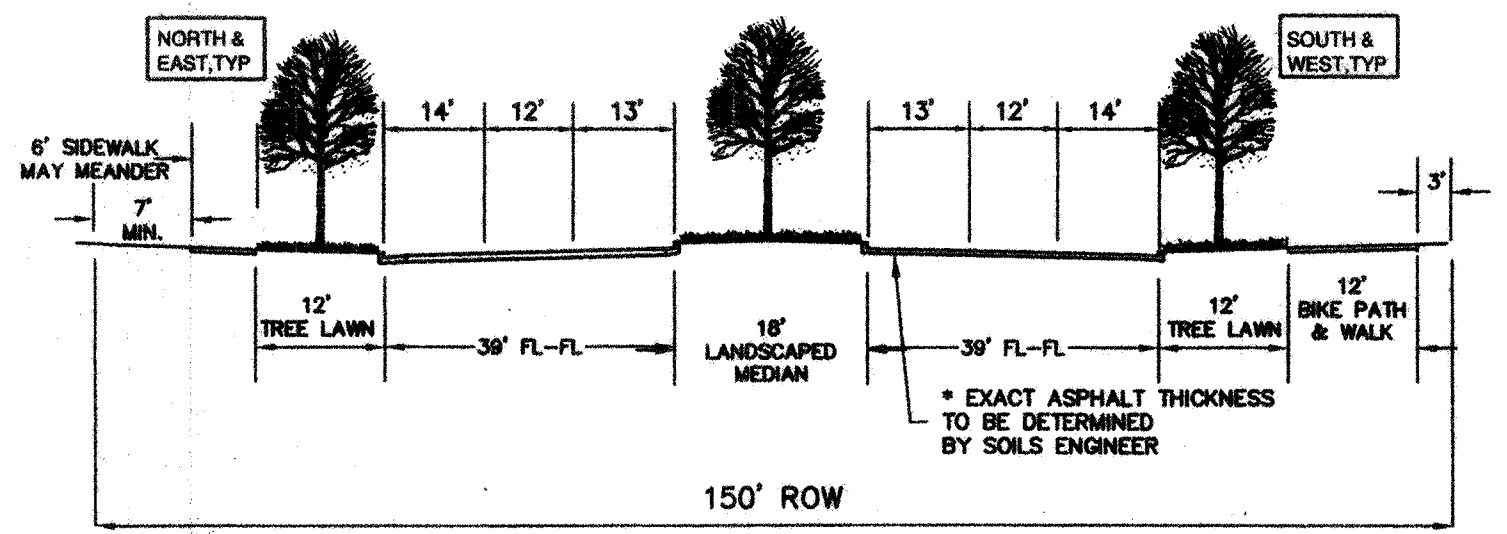 NORTH &
EAST,TYP
SOUTH &
WEST,TYP
14'
12'
13'
13'
12'
14'
6' SIDEWALK
MAY MEANDER
7'
MIN.
3'
12'
TREE LAWN
39' FL-FL
18'
LANDSCAPED
MEDIAN
39' FL-FL
12'
TREE LAWN
12'
BIKE PATH
& WALK
* EXACT ASPHALT THICKNESS
TO BE DETERMINED
BY SOILS ENGINEER
150' ROW